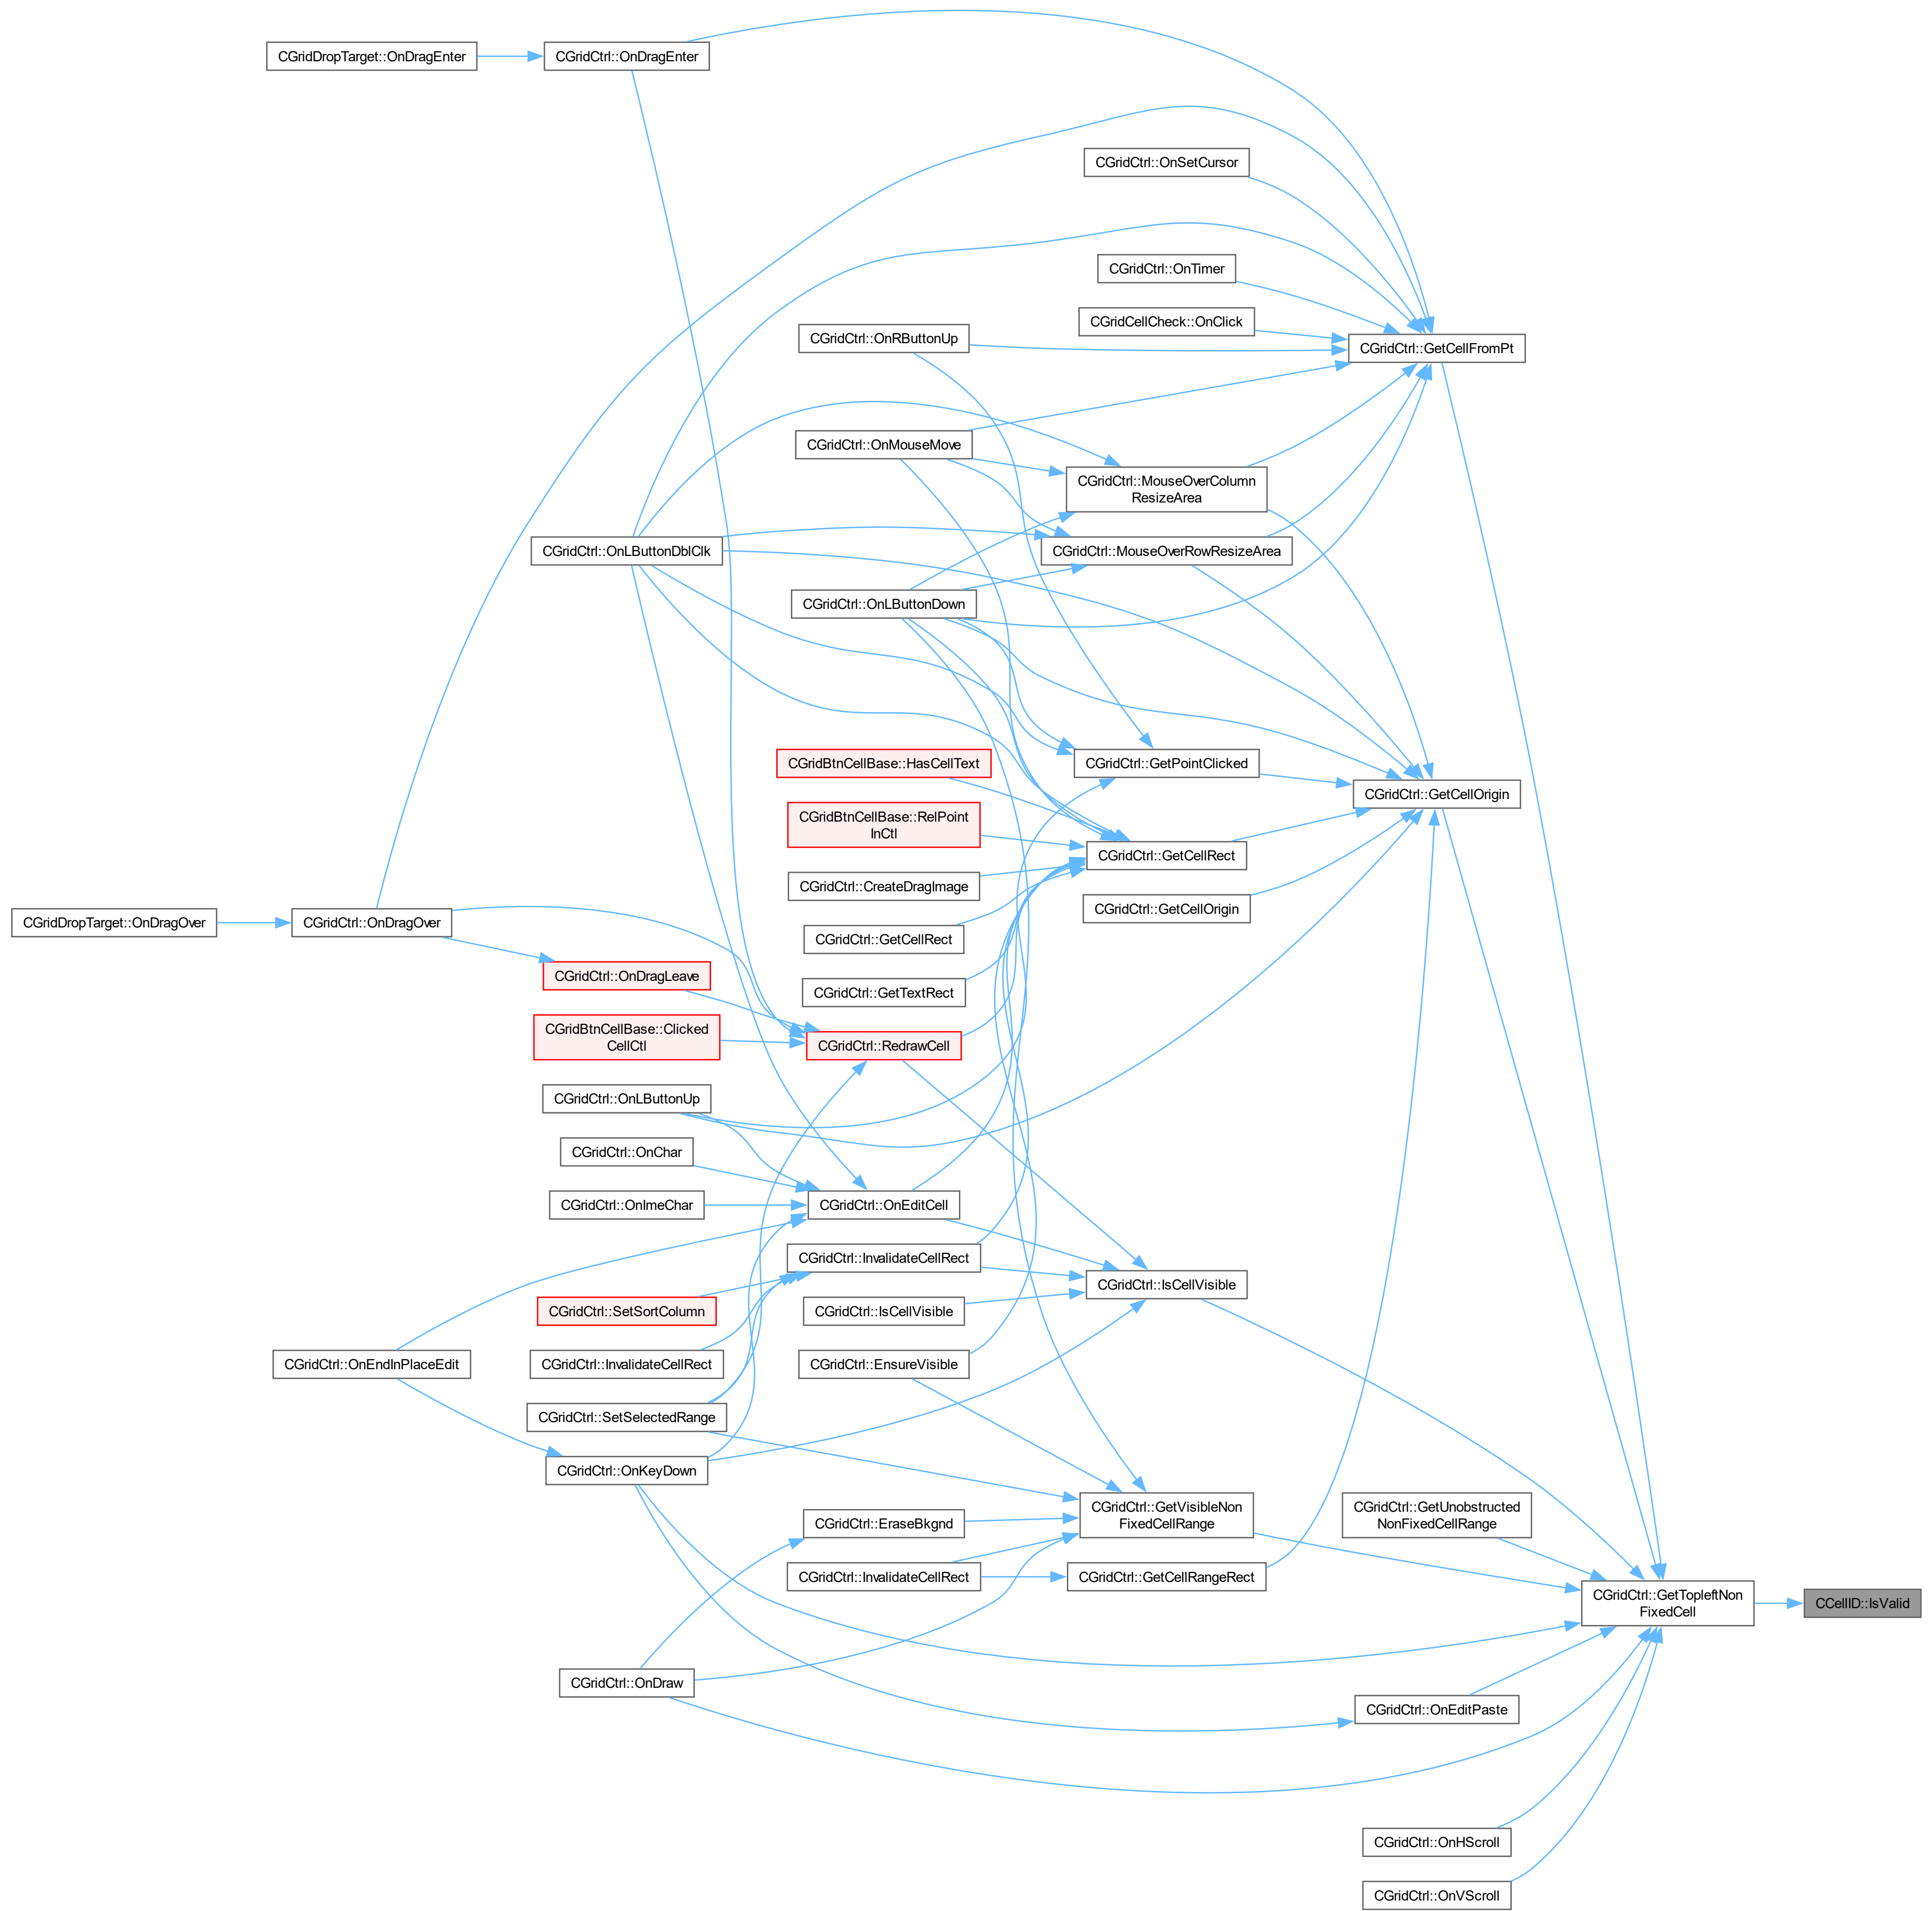 CGridDropTarget::OnDragEnter
CGridCtrl::OnDragEnter
CGridCtrl::OnSetCursor
CGridCtrl::OnTimer
CGridCellCheck::OnClick
CGridCtrl::OnRButtonUp
CGridCtrl::GetCellFromPt
CGridCtrl::OnMouseMove
CGridCtrl::MouseOverColumn
ResizeArea
CGridCtrl::OnLButtonDblClk
CGridCtrl::MouseOverRowResizeArea
CGridCtrl::OnLButtonDown
CGridBtnCellBase::HasCellText
CGridCtrl::GetPointClicked
CGridCtrl::GetCellOrigin
CGridBtnCellBase::RelPoint
InCtl
CGridCtrl::GetCellRect
CGridCtrl::CreateDragImage
CGridCtrl::GetCellOrigin
CGridDropTarget::OnDragOver
CGridCtrl::OnDragOver
CGridCtrl::GetCellRect
CGridCtrl::OnDragLeave
CGridCtrl::GetTextRect
CGridBtnCellBase::Clicked
CellCtl
CGridCtrl::RedrawCell
CGridCtrl::OnLButtonUp
CGridCtrl::OnChar
CGridCtrl::OnImeChar
CGridCtrl::OnEditCell
CGridCtrl::InvalidateCellRect
CGridCtrl::IsCellVisible
CGridCtrl::SetSortColumn
CGridCtrl::IsCellVisible
CGridCtrl::OnEndInPlaceEdit
CGridCtrl::InvalidateCellRect
CGridCtrl::EnsureVisible
CGridCtrl::SetSelectedRange
CGridCtrl::OnKeyDown
CGridCtrl::GetVisibleNon
FixedCellRange
CGridCtrl::GetUnobstructed
NonFixedCellRange
CGridCtrl::EraseBkgnd
CGridCtrl::InvalidateCellRect
CGridCtrl::GetCellRangeRect
CGridCtrl::GetTopleftNon
FixedCell
CCellID::IsValid
CGridCtrl::OnDraw
CGridCtrl::OnEditPaste
CGridCtrl::OnHScroll
CGridCtrl::OnVScroll